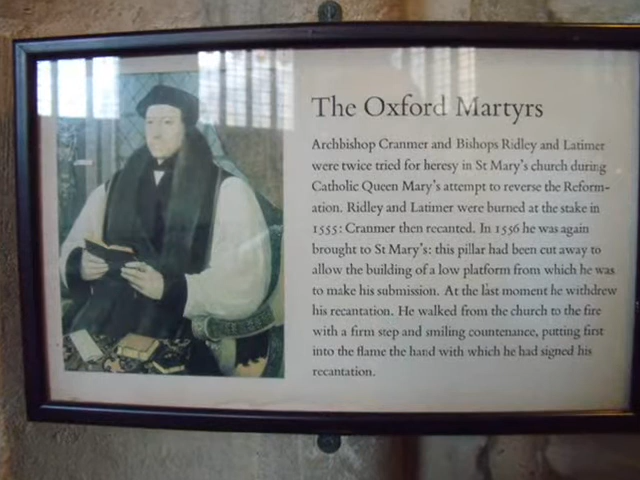 The Oxford Martyrs
Archbishop Cranmer and Bishops Ridley and Latimer
were twice tried for heresy in St Mary's church during
Catholic Queen Mary's attempt to reverse the Reform-
ation. Ridley and Latimer were burned at the stake in
1555: Cranmer then recanted. In 1556 he was again
brought to St Mary's: this pillar had been cut away to
allow the building of a low platform from which he was
to make his submission. At the last moment he withdrew
his recantation. He walked from the church to the fire
with a firm step and smiling countenance, putting first
into the flame the hand with which he had signed his
recantation.